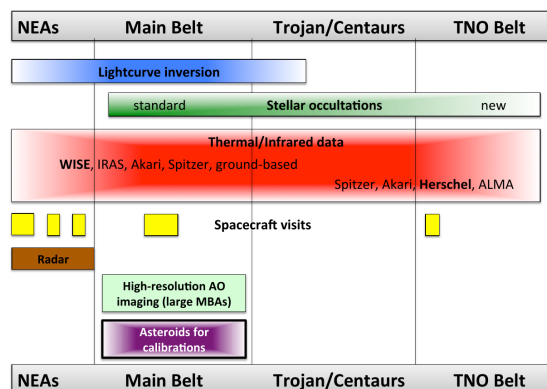 NEAs Main Belt Trojan/Centaurs TNO Belt
Lightcurve inversion
standard Stellar occultations new
Thermal/Infrared data
WISE, IRAS, Akari, Spitzer, ground-based
Spitzer, Akari, Herschel, ALMA
Spacecraft visits
Radar
High-resolution AO
imaging (large MBAs)
Asteroids for
calibrations
NEAs Main Belt Trojan/Centaurs TNO Belt